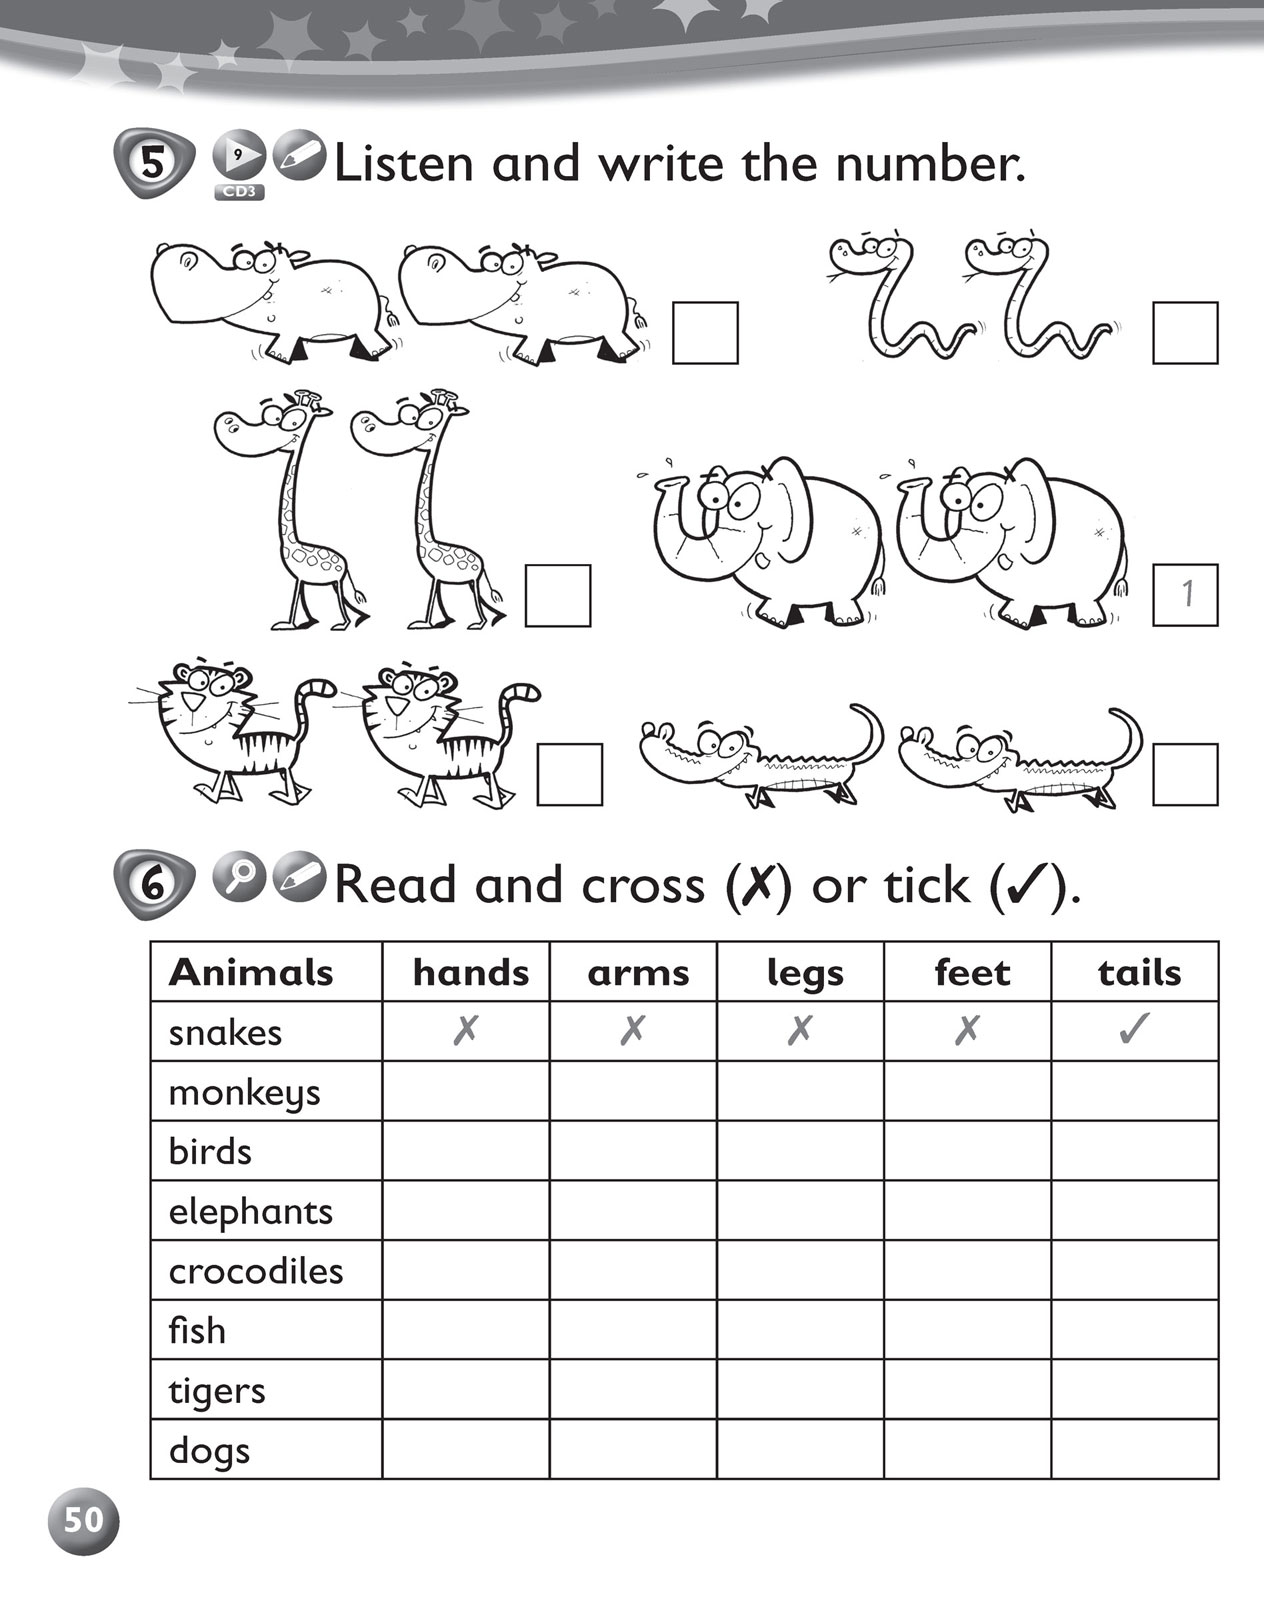 5 9 CD3 Listen and write the number.
1
6 Read and cross (✗) or tick (✓).
Animals hands arms legs feet tails
snakes ✗ ✗ ✗ ✗ ✓
monkeys
birds
elephants
crocodiles
fish
tigers
dogs
50